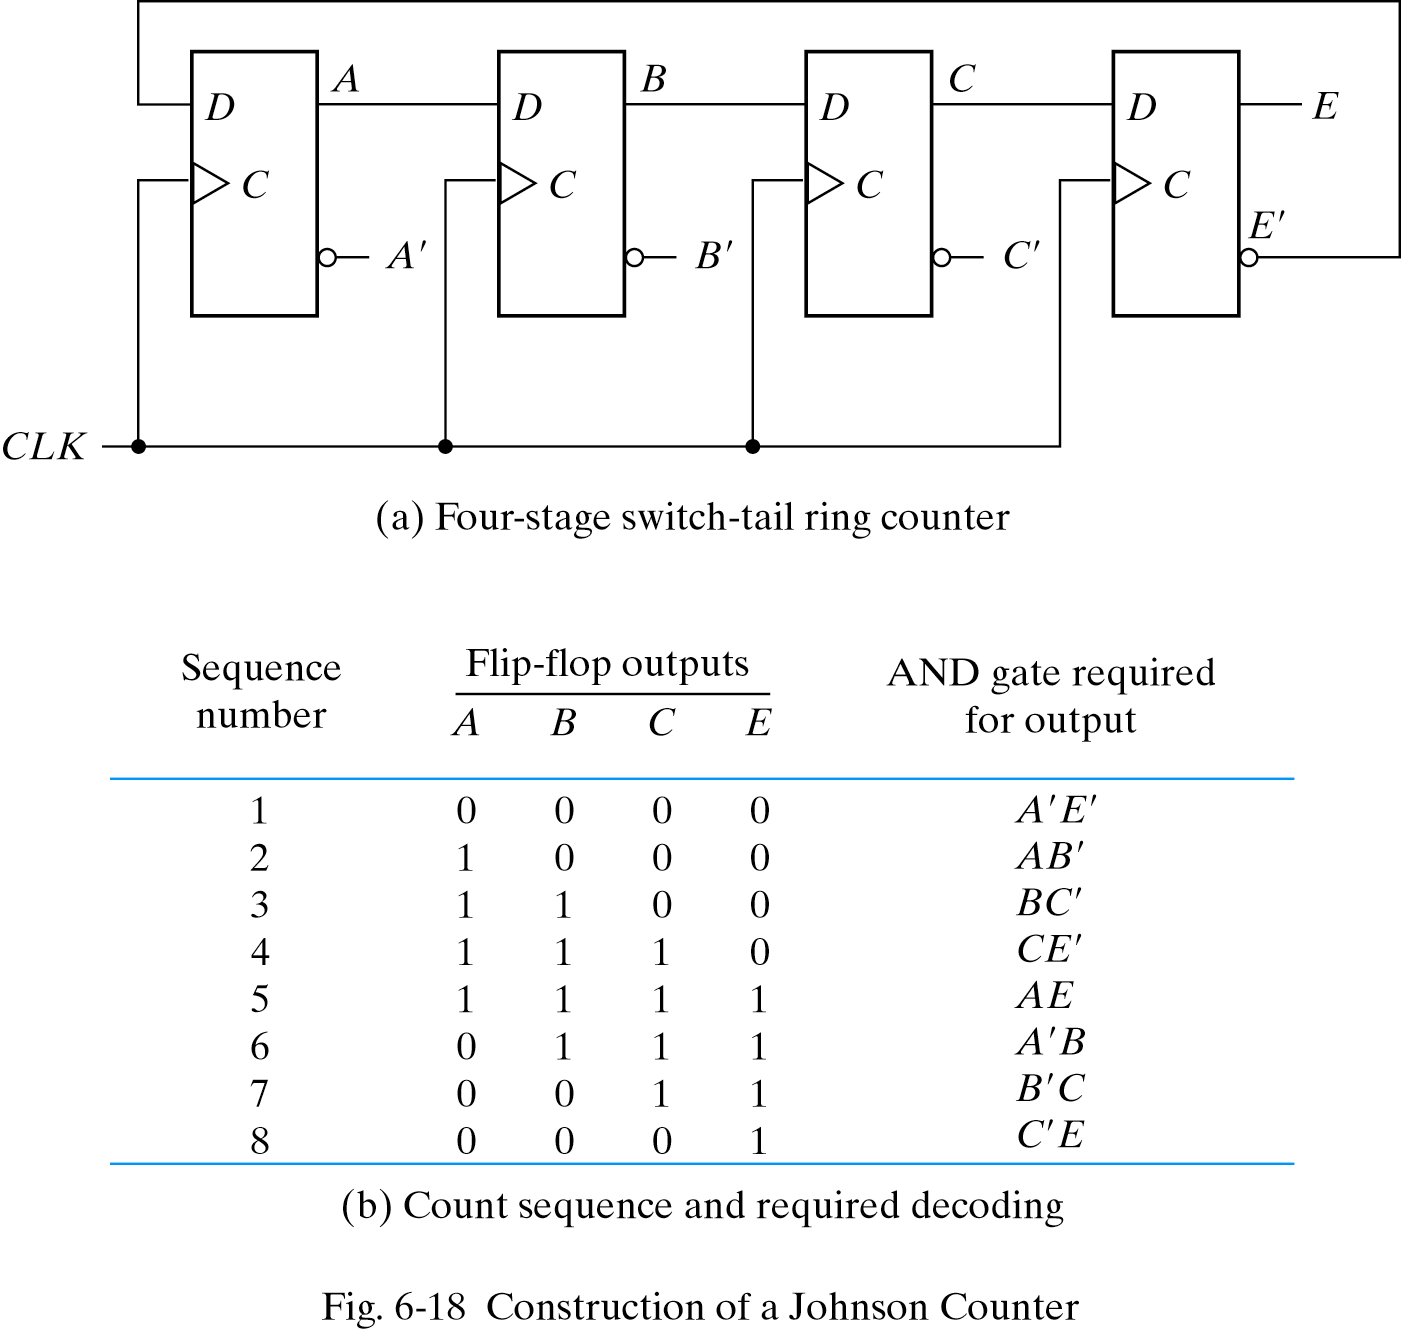 A B C
D D D D E
C C C C
E′
A′ B′ C′
CLK
(a) Four-stage switch-tail ring counter
Sequence number Flip-flop outputs AND gate required for output
A B C E
1 0 0 0 0 A′E′
2 1 0 0 0 AB′
3 1 1 0 0 BC′
4 1 1 1 0 CE′
5 1 1 1 1 AE
6 0 1 1 1 A′B
7 0 0 1 1 B′C
8 0 0 0 1 C′E
(b) Count sequence and required decoding
Fig. 6-18 Construction of a Johnson Counter